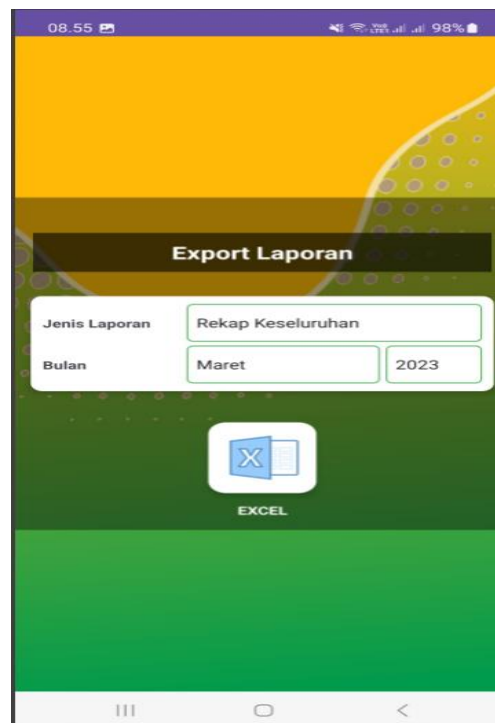 08.55 98%
Export Laporan
Jenis Laporan Rekap Keseluruhan
Bulan Maret 2023
X
EXCEL